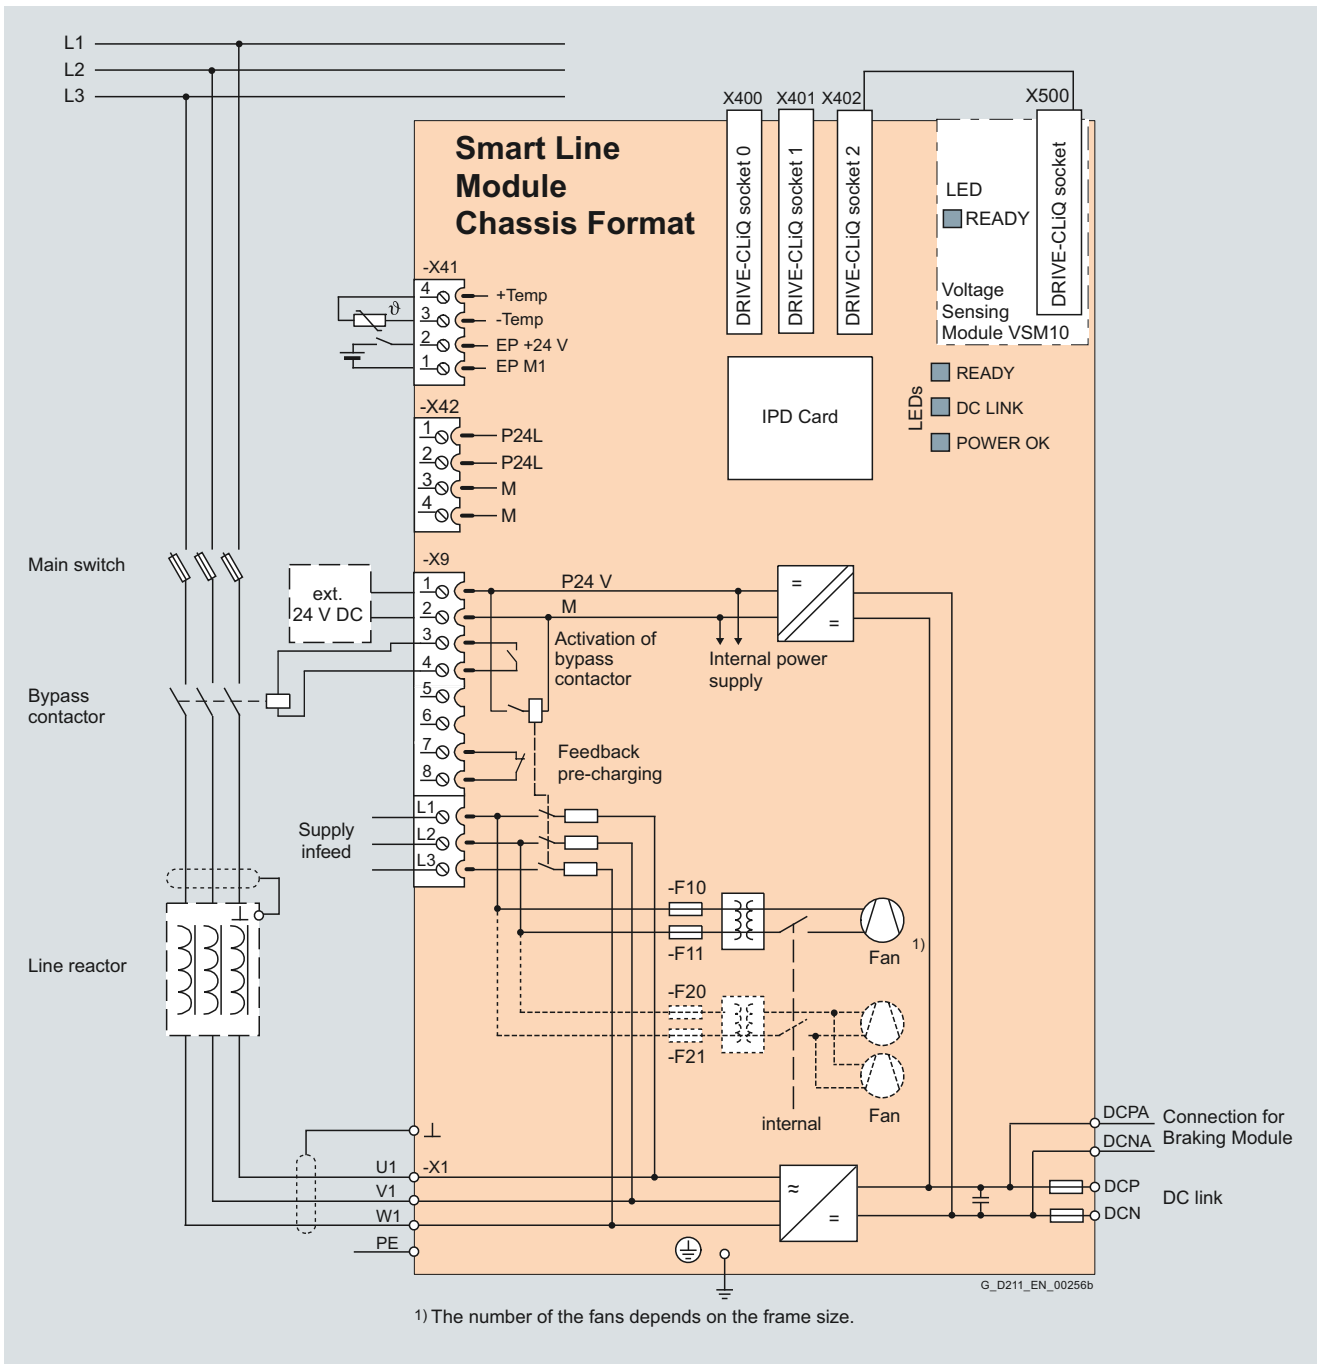 L1
L2
L3
X400
X401
X402
X500
Smart Line
Module
Chassis Format
DRIVE-CLiQ socket 0
DRIVE-CLiQ socket 1
DRIVE-CLiQ socket 2
DRIVE-CLiQ socket
LED
READY
Voltage
Sensing
Module VSM10
-X41
4 +Temp
ϑ
3 -Temp
2 EP +24 V
1 EP M1
LEDs
READY
DC LINK
POWER OK
IPD Card
-X42
1 P24L
2 P24L
3 M
4 M
Main switch
-X9
ext.
24 V DC
1 P24 V
2 M
3
4
5
6
7
8
=
=
Activation of
bypass
contactor
Internal power
supply
Bypass
contactor
Feedback
pre-charging
Supply
infeed
L1
L2
L3
-F10
-F11
Fan
1)
Line reactor
-F20
-F21
Fan
internal
DCPA
DCNA
Connection for
Braking Module
U1 -X1
V1
W1
PE
≈
=
DCP
DCN
DC link
G_D211_EN_00256b
1) The number of the fans depends on the frame size.